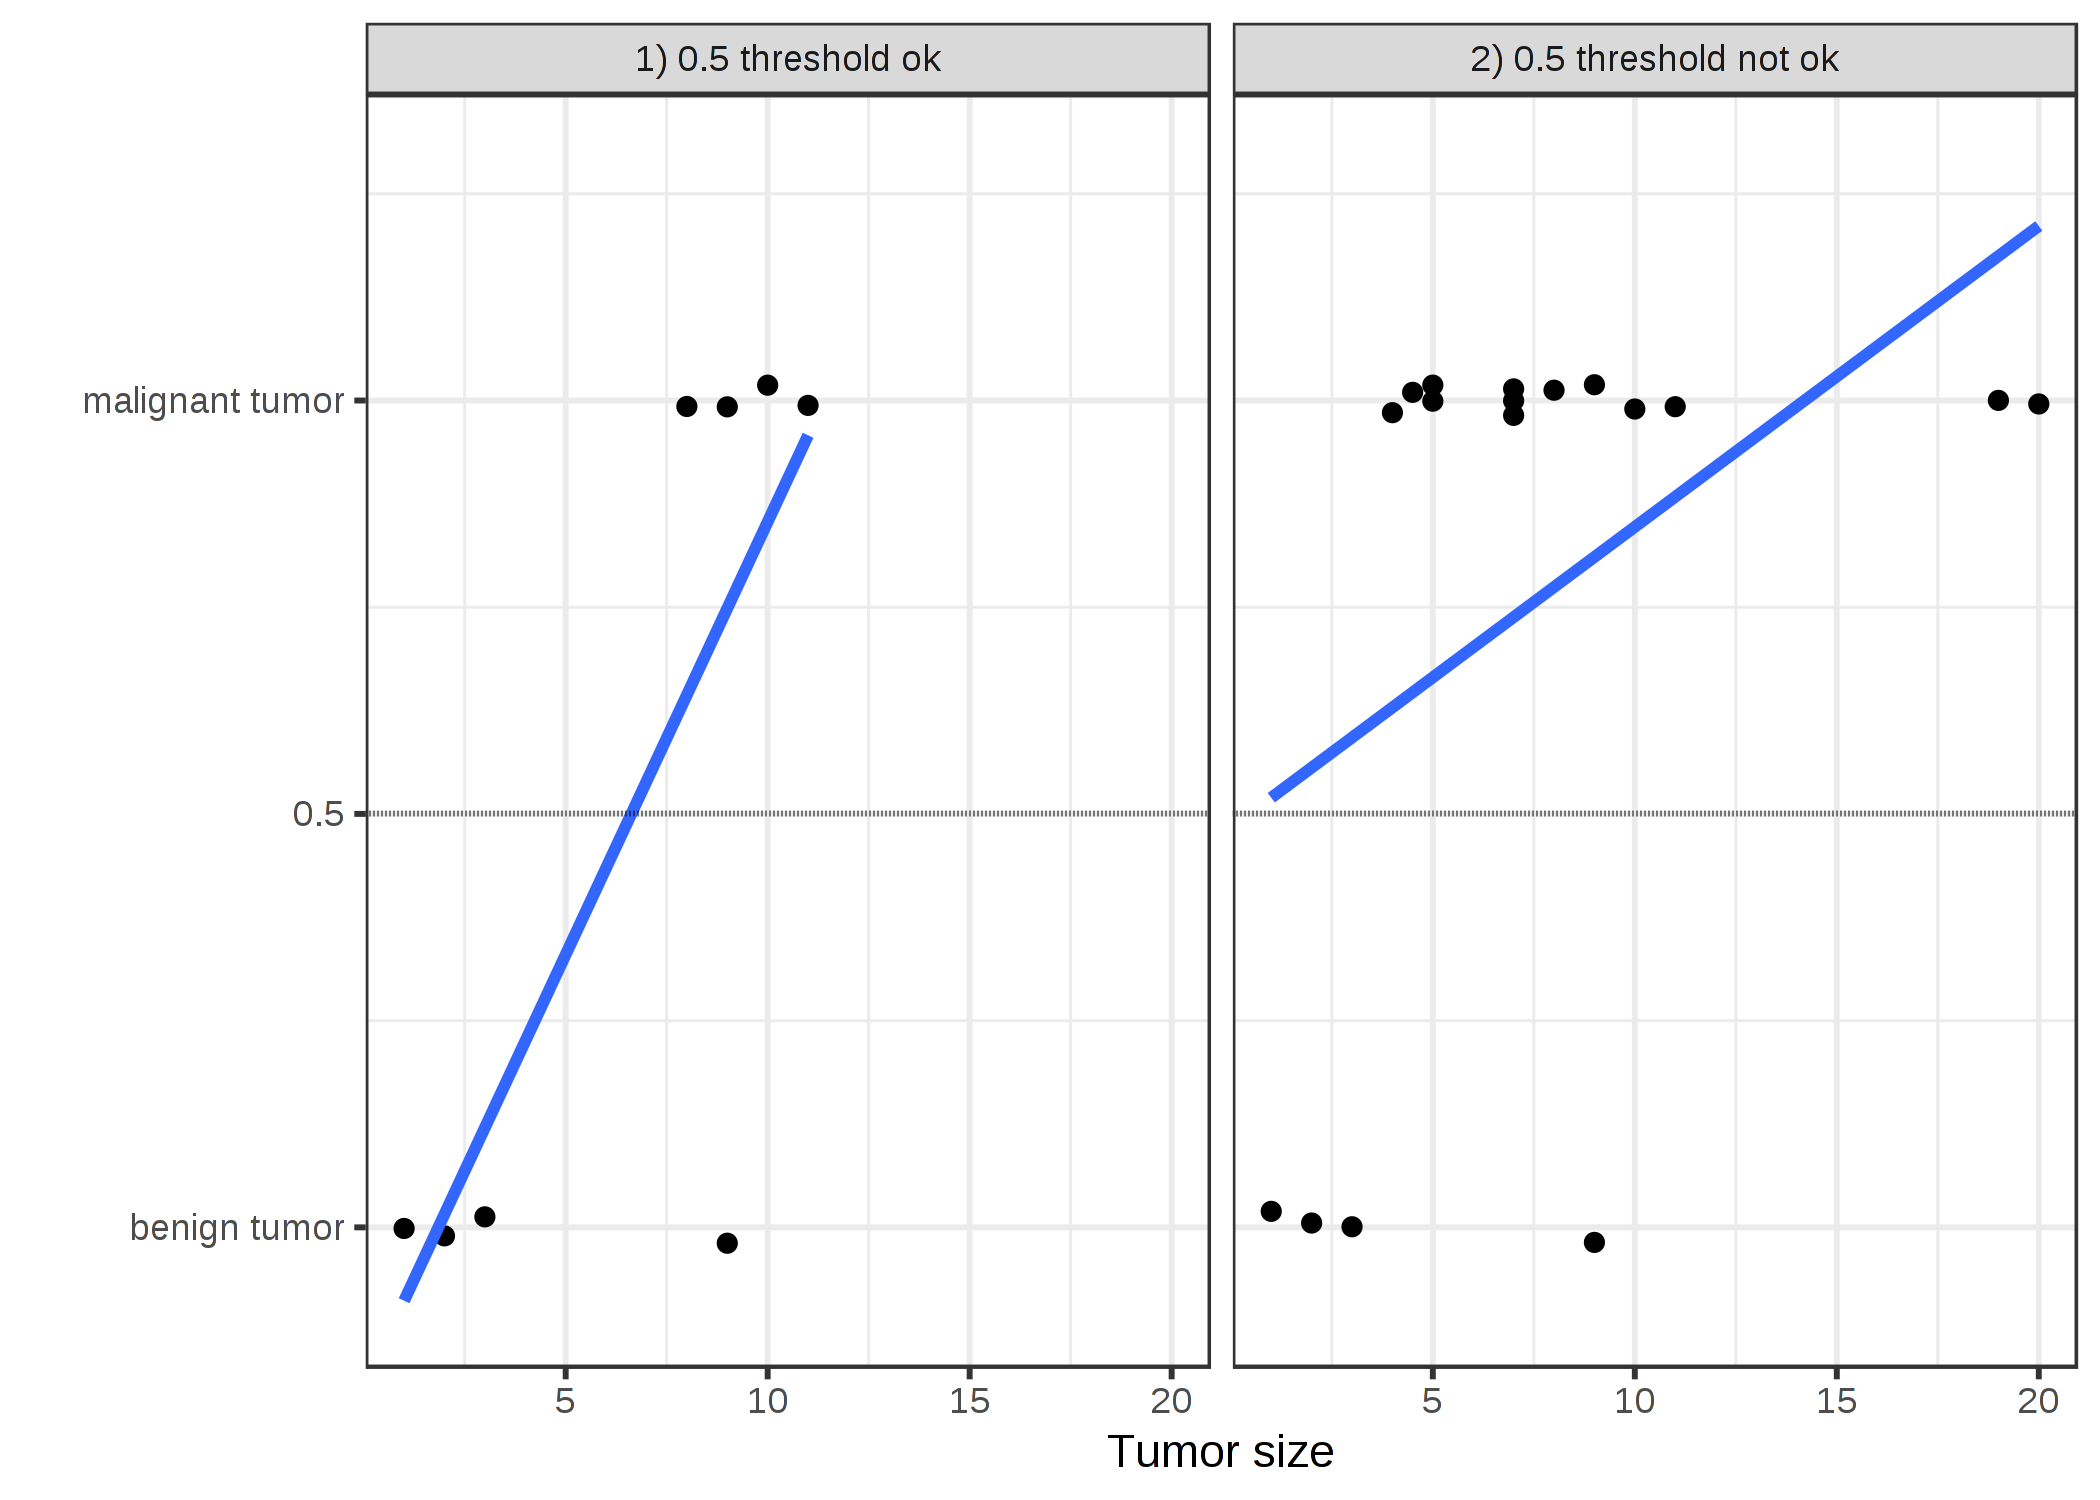 1) 0.5 threshold ok
2) 0.5 threshold not ok
malignant tumor
0.5
benign tumor
5 10 15 20 5 10 15 20
Tumor size